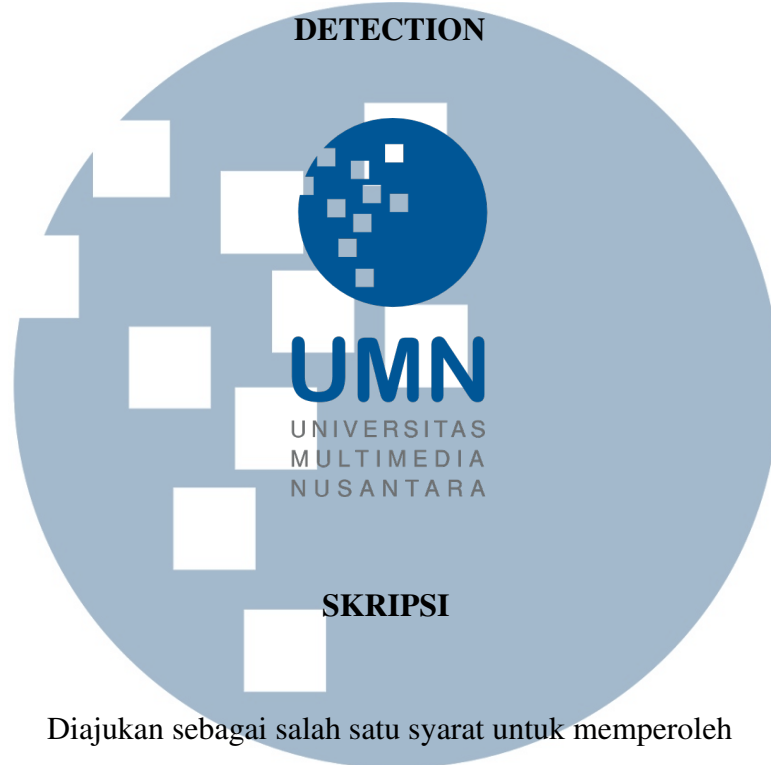 DETECTION
UMN
UNIVERSITAS
MULTIMEDIA
NUSANTARA
SKRIPSI
Diajukan sebagai salah satu syarat untuk memperoleh